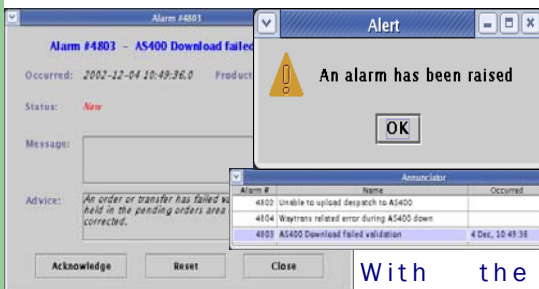 Alarm #4803
Alarm #4803 - AS400 Download failed
Occurred: 2002-12-04 10:49:36.0 Product
Status: New
Message:
Advice: An order or transfer has failed
held in the pending orders area
corrected.
Acknowledge Reset Close
Alert
An alarm has been raised
OK
Annunciator
Alarm # Name Occurred
4802 Unable to upload despatch to AS400
4804 Waytrans related error during AS400 down
4803 AS400 Download failed validation 4 Dec, 10:49:36
With the